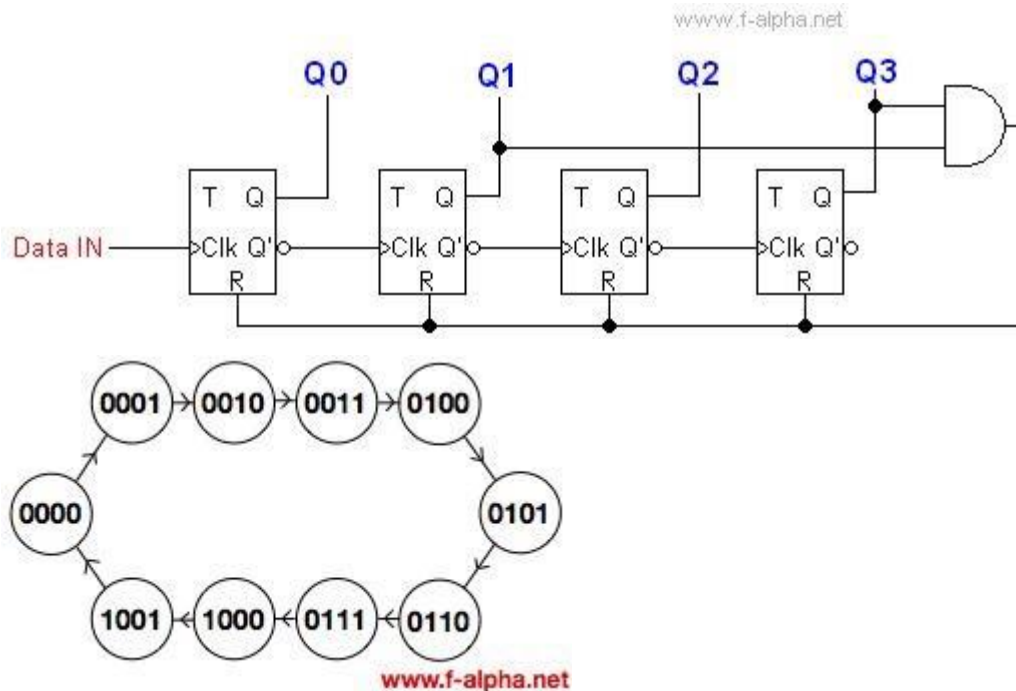 www.f-alpha.net
Q0 Q1 Q2 Q3
T Q T Q T Q T Q
Data IN Clk Q' Clk Q' Clk Q' Clk Q'
R R R R
0001 0010 0011 0100
0000 0101
1001 1000 0111 0110
www.f-alpha.net